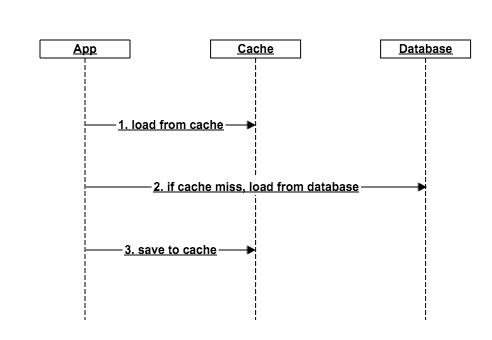 App
Cache
Database
1. load from cache
2. if cache miss, load from database
3. save to cache